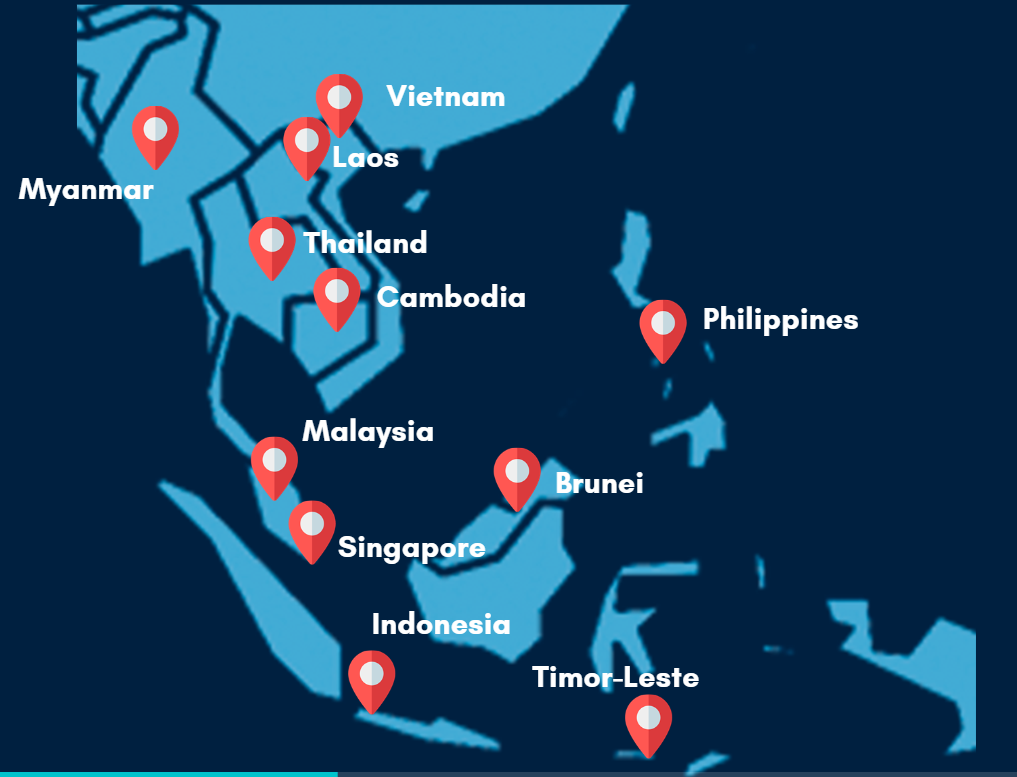 Vietnam
Laos
Myanmar
Thailand
Cambodia
Philippines
Malaysia
Brunei
Singapore
Indonesia
Timor-Leste